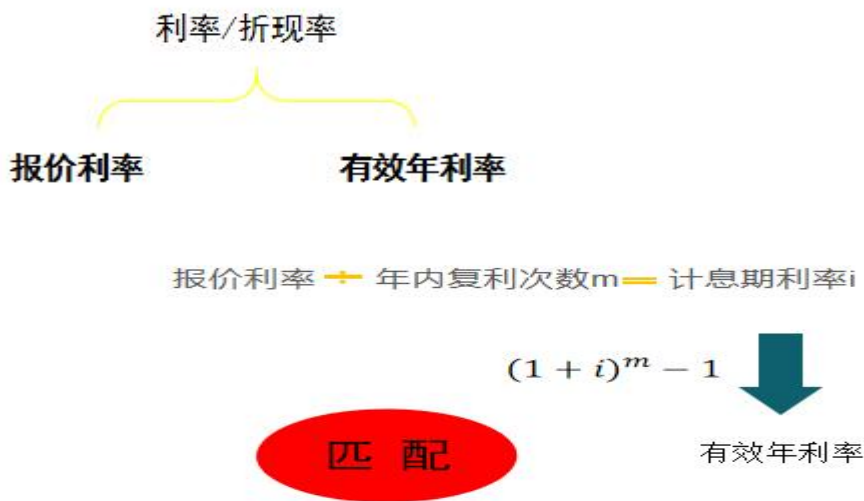 利率/折现率
报价利率 有效年利率
报价利率 ÷ 年内复利次数m = 计息期利率i
(1 + i)^m − 1
匹 配
有效年利率